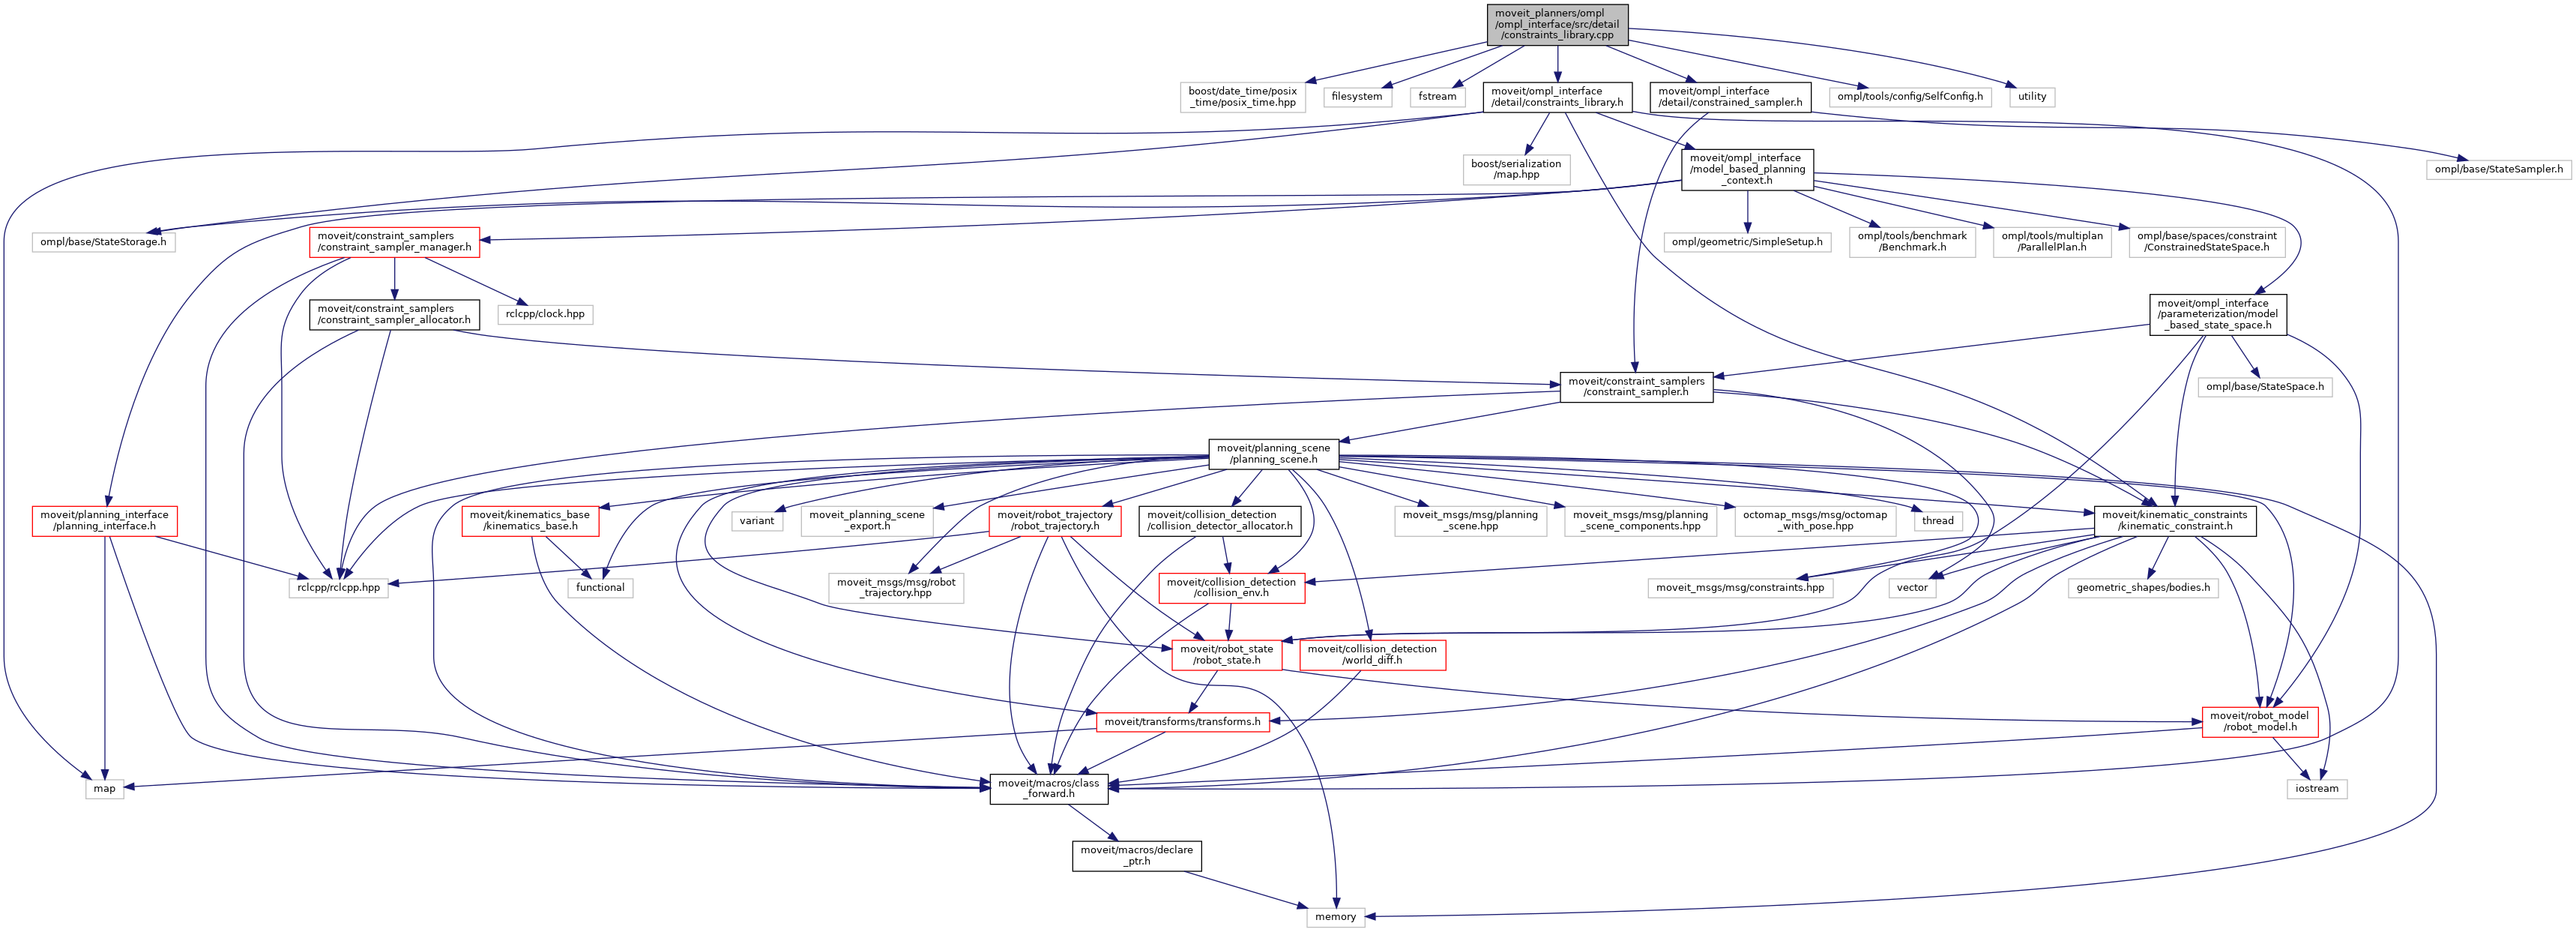 moveit_planners/ompl
/ompl_interface/src/detail
/constraints_library.cpp
boost/date_time/posix
_time/posix_time.hpp
filesystem
fstream
moveit/ompl_interface
/detail/constraints_library.h
moveit/ompl_interface
/detail/constrained_sampler.h
ompl/tools/config/SelfConfig.h
utility
boost/serialization
/map.hpp
moveit/ompl_interface
/model_based_planning
_context.h
ompl/base/StateSampler.h
ompl/base/StateStorage.h
moveit/constraint_samplers
/constraint_sampler_manager.h
ompl/geometric/SimpleSetup.h
ompl/tools/benchmark
/Benchmark.h
ompl/tools/multiplan
/ParallelPlan.h
ompl/base/spaces/constraint
/ConstrainedStateSpace.h
moveit/constraint_samplers
/constraint_sampler_allocator.h
rclcpp/clock.hpp
moveit/ompl_interface
/parameterization/model
_based_state_space.h
moveit/constraint_samplers
/constraint_sampler.h
ompl/base/StateSpace.h
moveit/planning_scene
/planning_scene.h
moveit/planning_interface
/planning_interface.h
moveit/kinematics_base
/kinematics_base.h
variant
moveit_planning_scene
_export.h
moveit/robot_trajectory
/robot_trajectory.h
moveit/collision_detection
/collision_detector_allocator.h
moveit_msgs/msg/planning
_scene.hpp
moveit_msgs/msg/planning
_scene_components.hpp
octomap_msgs/msg/octomap
_with_pose.hpp
thread
moveit/kinematic_constraints
/kinematic_constraint.h
rclcpp/rclcpp.hpp
functional
moveit_msgs/msg/robot
_trajectory.hpp
moveit/collision_detection
/collision_env.h
moveit_msgs/msg/constraints.hpp
vector
geometric_shapes/bodies.h
moveit/robot_state
/robot_state.h
moveit/collision_detection
/world_diff.h
moveit/transforms/transforms.h
moveit/robot_model
/robot_model.h
map
moveit/macros/class
_forward.h
iostream
moveit/macros/declare
_ptr.h
memory